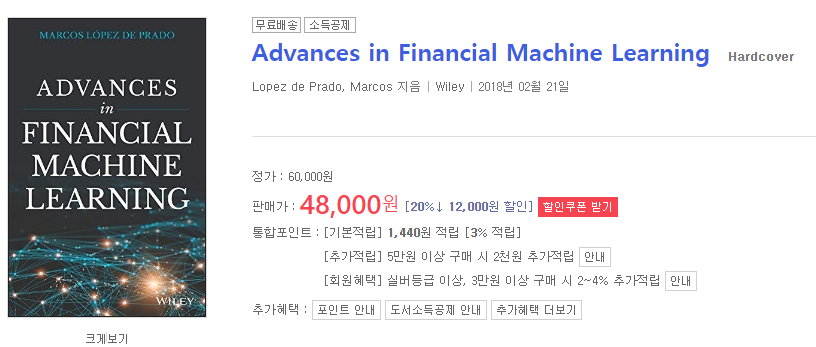 MARCOS LÓPEZ DE PRADO
ADVANCES
in
FINANCIAL
MACHINE
LEARNING
WILEY
크게보기
무료배송 소득공제
Advances in Financial Machine Learning Hardcover
Lopez de Prado, Marcos 지음 | Wiley | 2018년 02월 21일
정가 : 60,000원
판매가 : 48,000원 [20%↓ 12,000원 할인] 할인쿠폰 받기
통합포인트 : [기본적립] 1,440원 적립 [3% 적립]
[추가적립] 5만원 이상 구매 시 2천원 추가적립 안내
[회원혜택] 실버등급 이상, 3만원 이상 구매 시 2~4% 추가적립 안내
추가혜택 : 포인트 안내 도서소득공제 안내 추가혜택 더보기